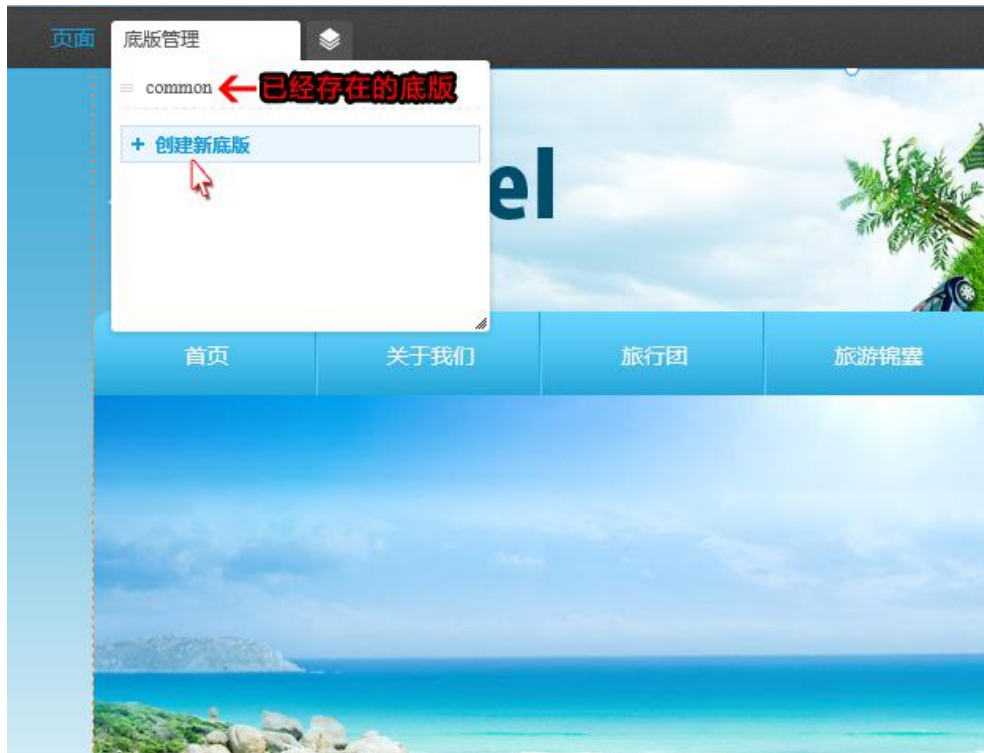 页面 底版管理
common 已经存在的底版
+ 创建新底版
el
首页 关于我们 旅行团 旅游锦囊